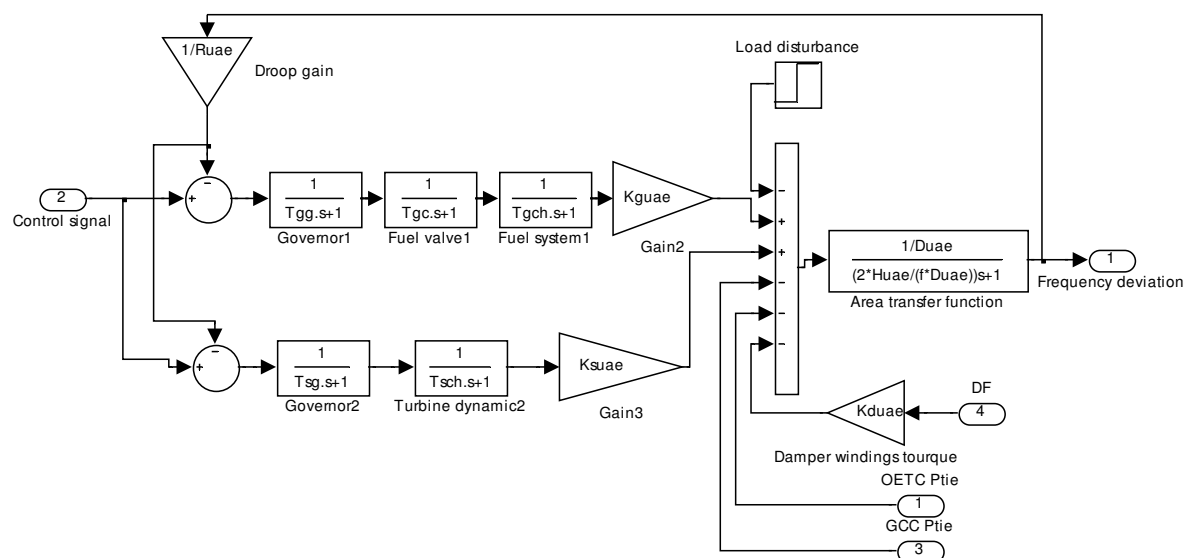 1/Ruae
Droop gain
Load disturbance
2
Control signal
1
Tgg.s+1
Governor1
1
Tgc.s+1
Fuel valve1
1
Tgch.s+1
Fuel system1
Kguae
Gain2
1/Duae
(2*Huae/(f*Duae))s+1
Area transfer function
1
Frequency deviation
1
Tsg.s+1
Governor2
1
Tsch.s+1
Turbine dynamic2
Ksuae
Gain3
Kduae
Damper windings tourque
DF
4
OETC Ptie
1
GCC Ptie
3